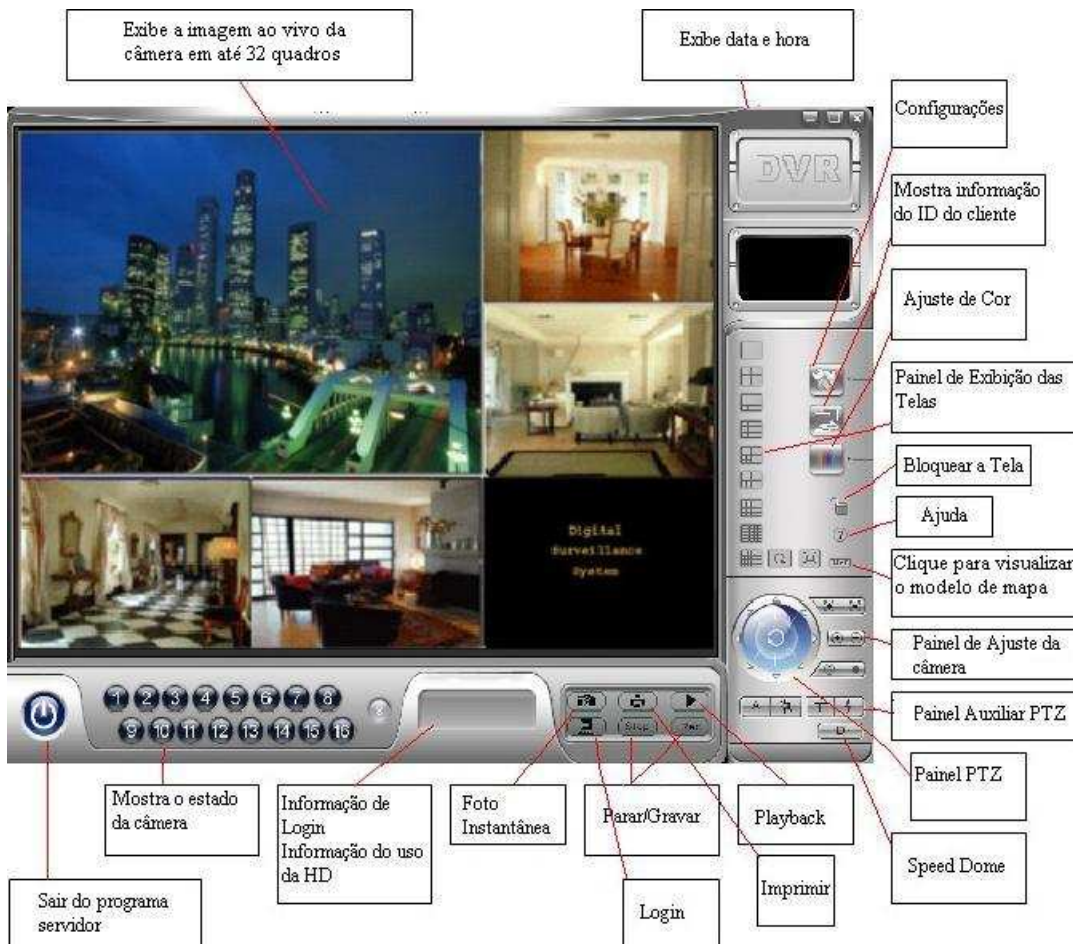 Exibe a imagem ao vivo da
câmera em até 32 quadros
Exibe data e hora
Configurações
DVR
Mostra informação
do ID do cliente
Ajuste de Cor
Painel de Exibição das
Telas
Bloquear a Tela
Digital
Surveillance
System
Ajuda
Clique para visualizar
o modelo de mapa
Painel de Ajuste da
câmera
1 2 3 4 5 6 7 8
9 10 11 12 13 14 15 16
Stop
Rec
A
D
Painel Auxiliar PTZ
Painel PTZ
Mostra o estado
da câmera
Informação de
Login
Informação do uso
da HD
Foto
Instantânea
Parar/Gravar
Playback
Speed Dome
Imprimir
Login
Sair do programa
servidor